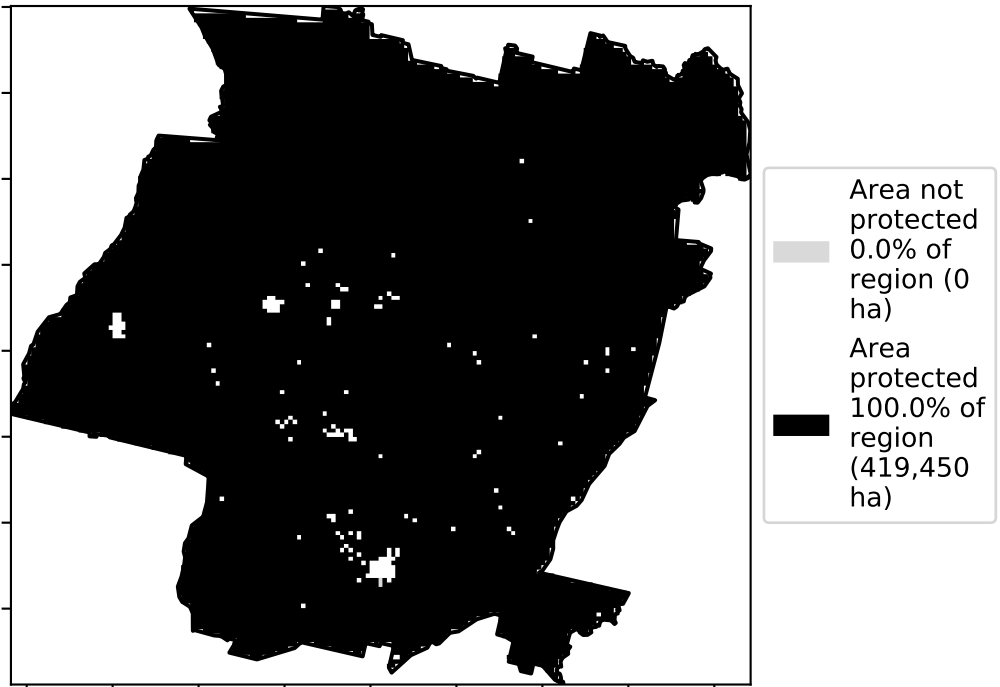 Area not
protected
0.0% of
region (0
ha)
Area
protected
100.0% of
region
(419,450
ha)